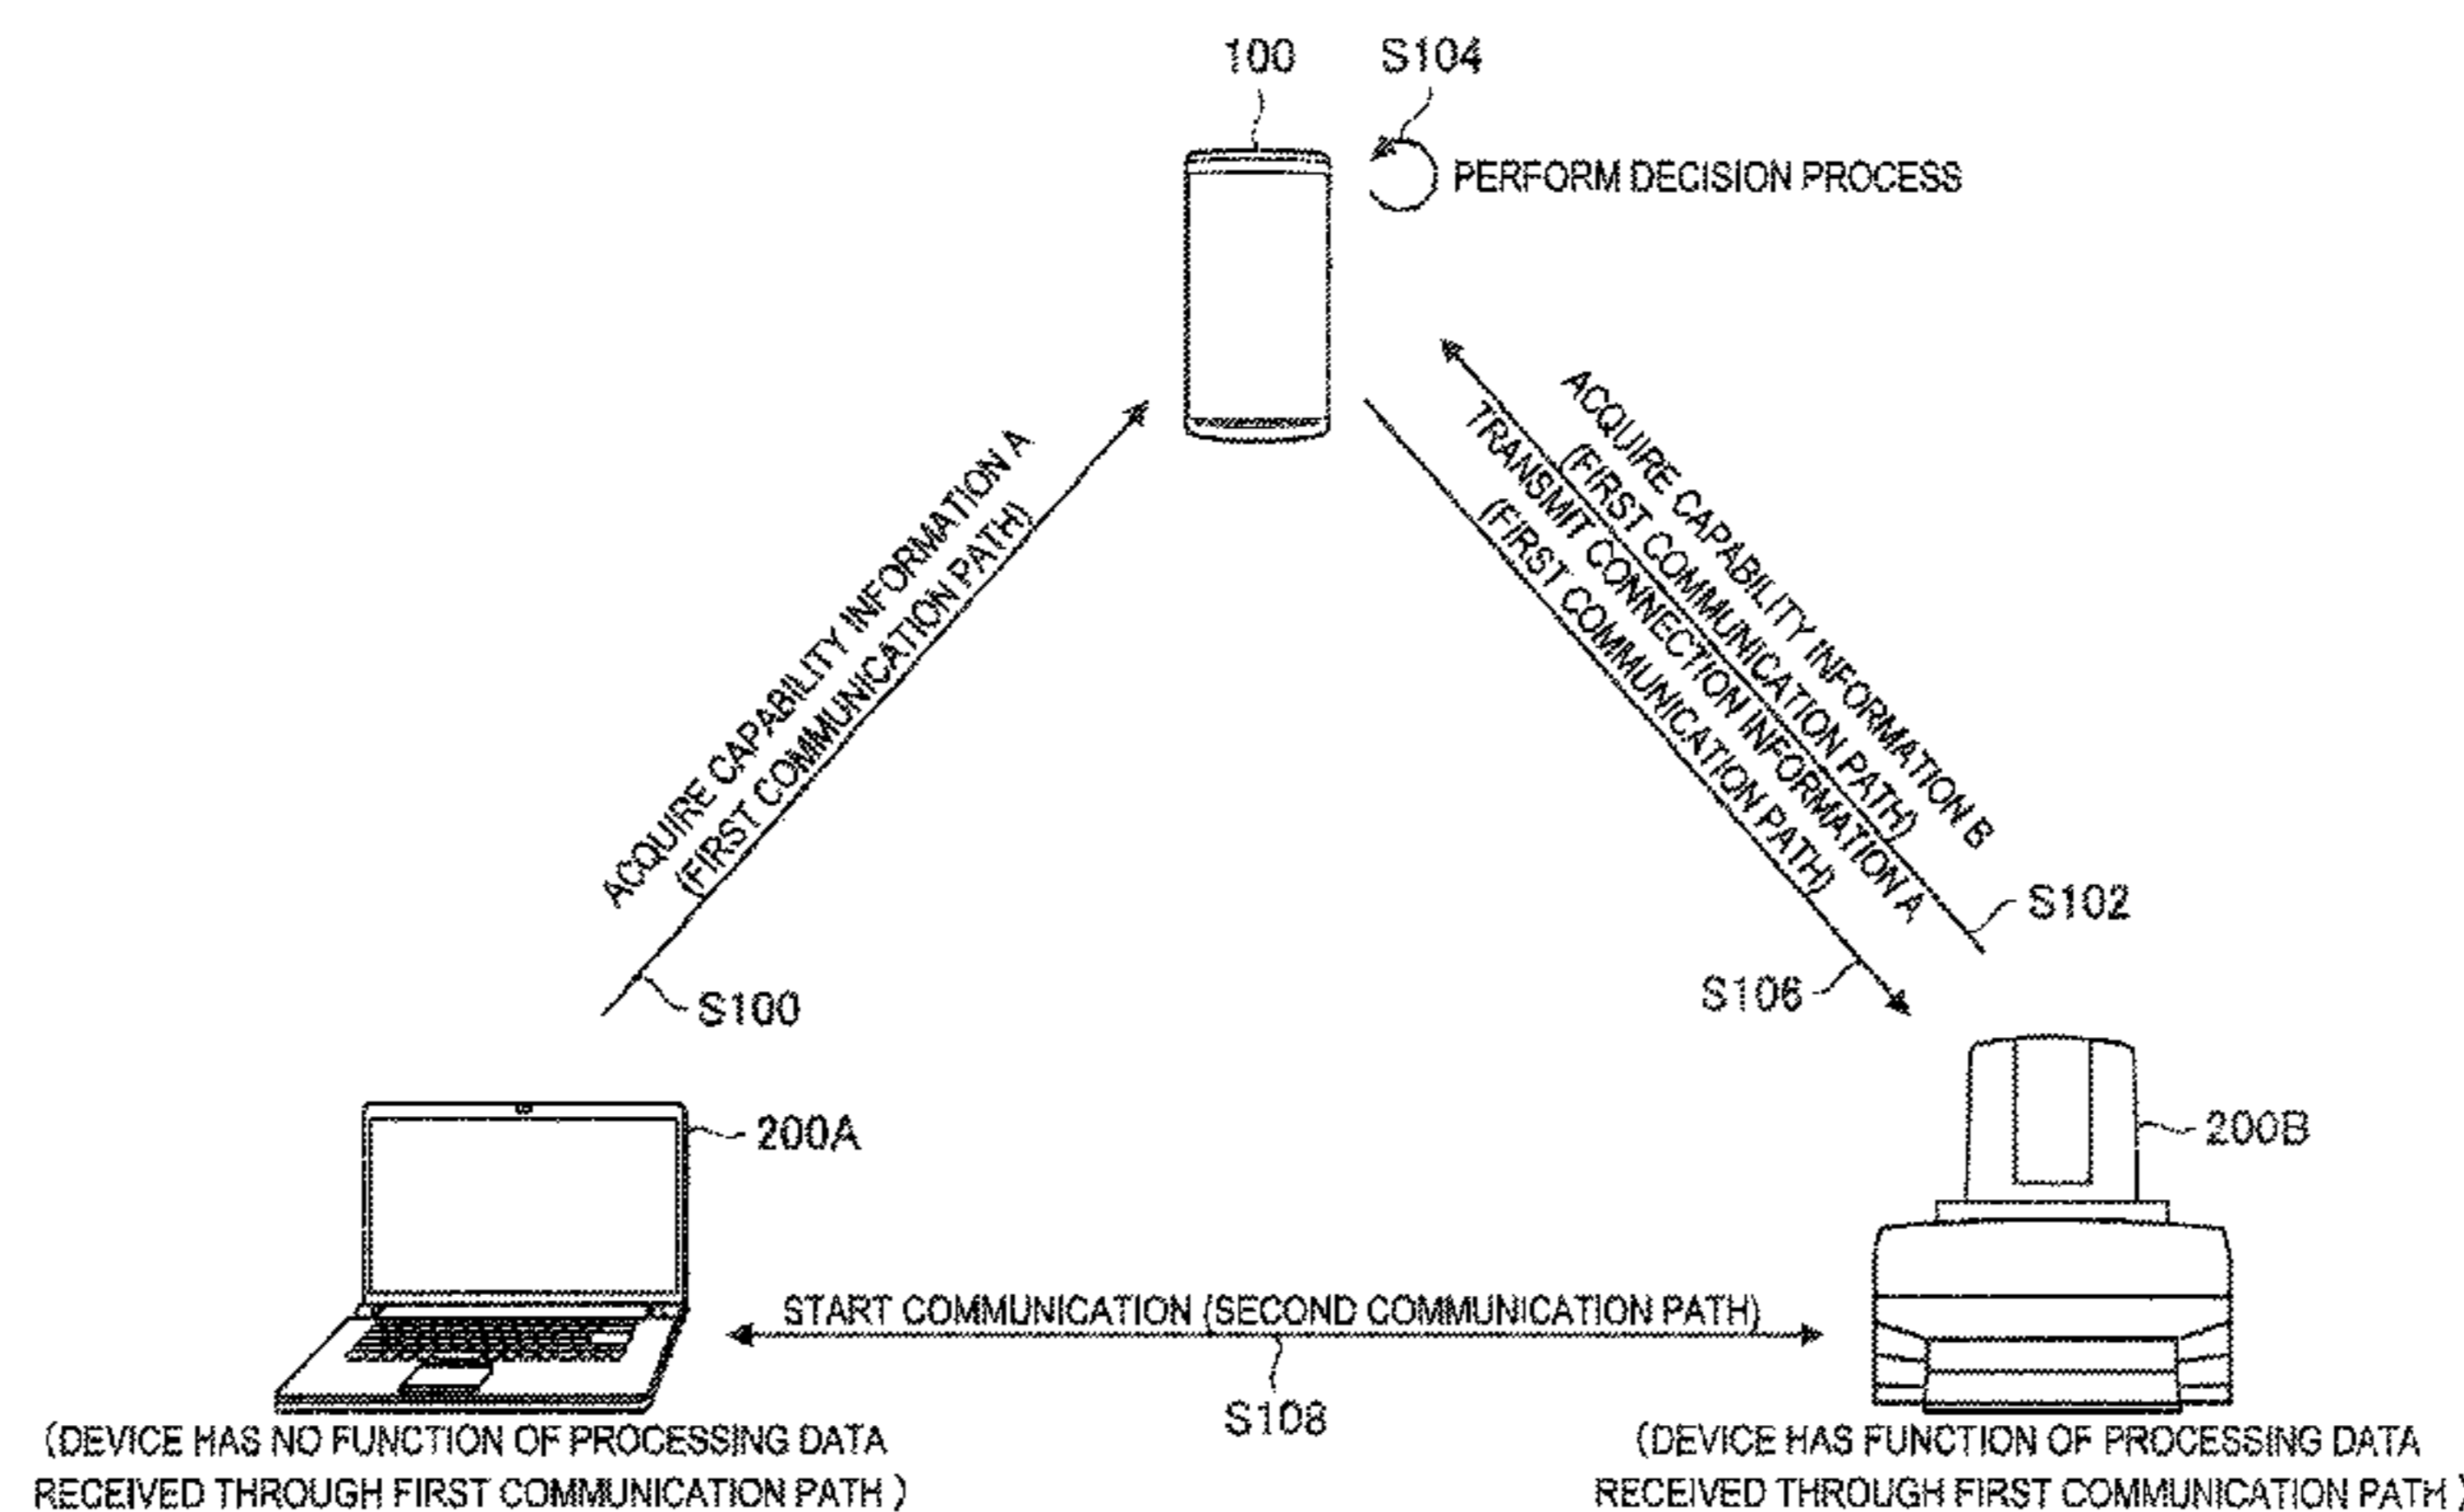 100
S104
PERFORM DECISION PROCESS
ACQUIRE CAPABILITY INFORMATION A
(FIRST COMMUNICATION PATH)
S100
ACQUIRE CAPABILITY INFORMATION B
(FIRST COMMUNICATION PATH)
TRANSMIT CONNECTION INFORMATION A
(FIRST COMMUNICATION PATH)
S102
S106
200A
200B
START COMMUNICATION (SECOND COMMUNICATION PATH)
S108
(DEVICE HAS NO FUNCTION OF PROCESSING DATA
RECEIVED THROUGH FIRST COMMUNICATION PATH )
(DEVICE HAS FUNCTION OF PROCESSING DATA
RECEIVED THROUGH FIRST COMMUNICATION PATH )